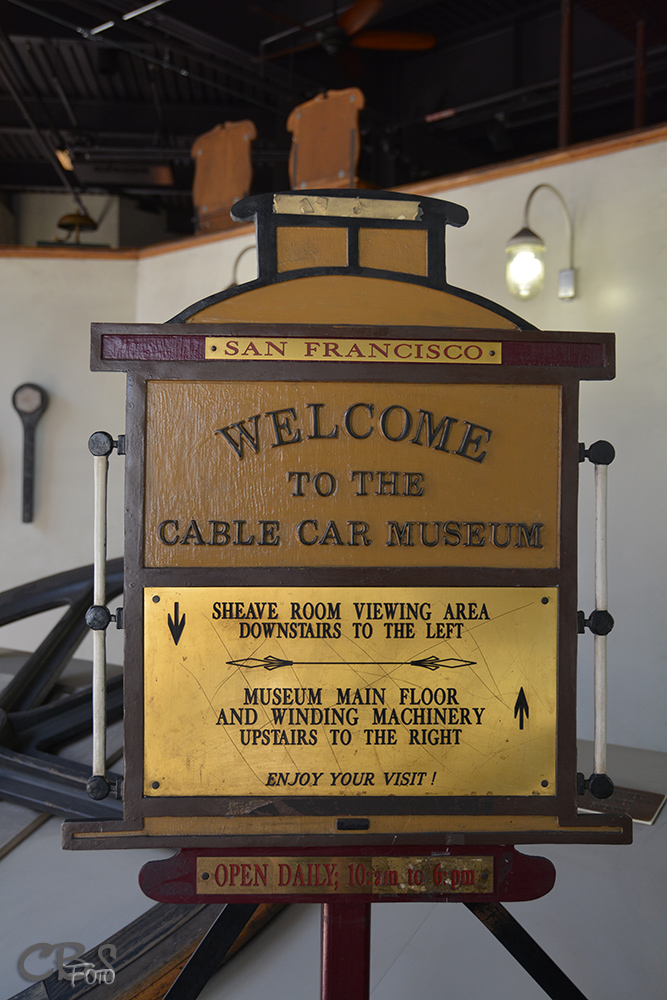 SAN FRANCISCO
WELCOME
TO THE
CABLE CAR MUSEUM
SHEAVE ROOM VIEWING AREA
DOWNSTAIRS TO THE LEFT
MUSEUM MAIN FLOOR
AND WINDING MACHINERY
UPSTAIRS TO THE RIGHT
ENJOY YOUR VISIT !
OPEN DAILY; 10:am to 6:pm
CBS
FOTO